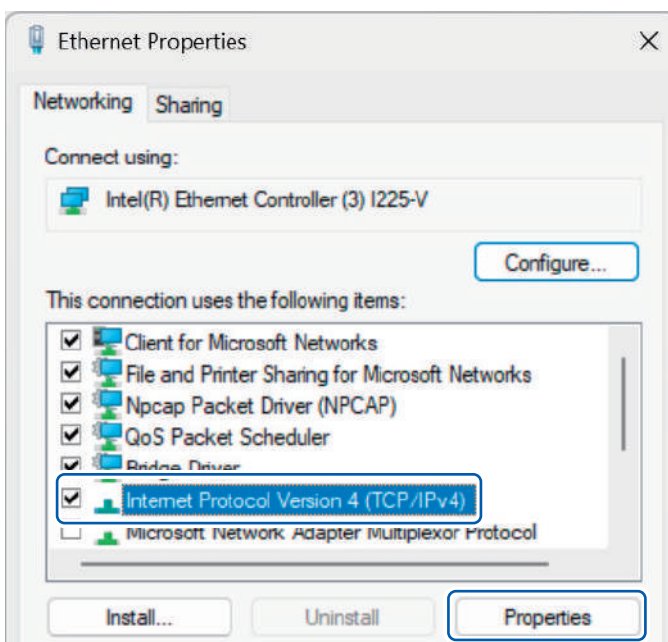 Ethernet Properties
Networking Sharing
Connect using:
Intel(R) Ethernet Controller (3) I225-V
Configure...
This connection uses the following items:
Client for Microsoft Networks
File and Printer Sharing for Microsoft Networks
Npcap Packet Driver (NPCAP)
QoS Packet Scheduler
Bridge Driver
Internet Protocol Version 4 (TCP/IPv4)
Microsoft Network Adapter Multiplexor Protocol
Install... Uninstall Properties